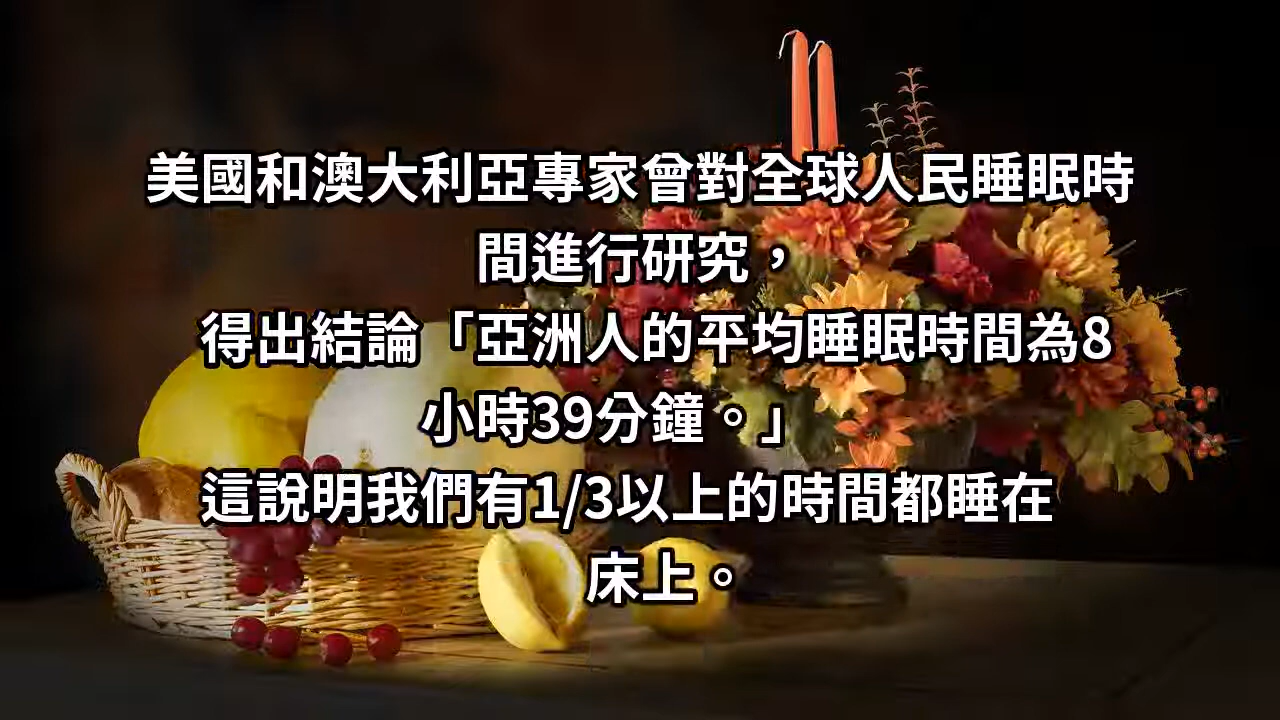 美國和澳大利亞專家曾對全球人民睡眠時
間進行研究，
得出結論「亞洲人的平均睡眠時間為8
小時39分鐘。」
這說明我們有1/3以上的時間都睡在
床上。